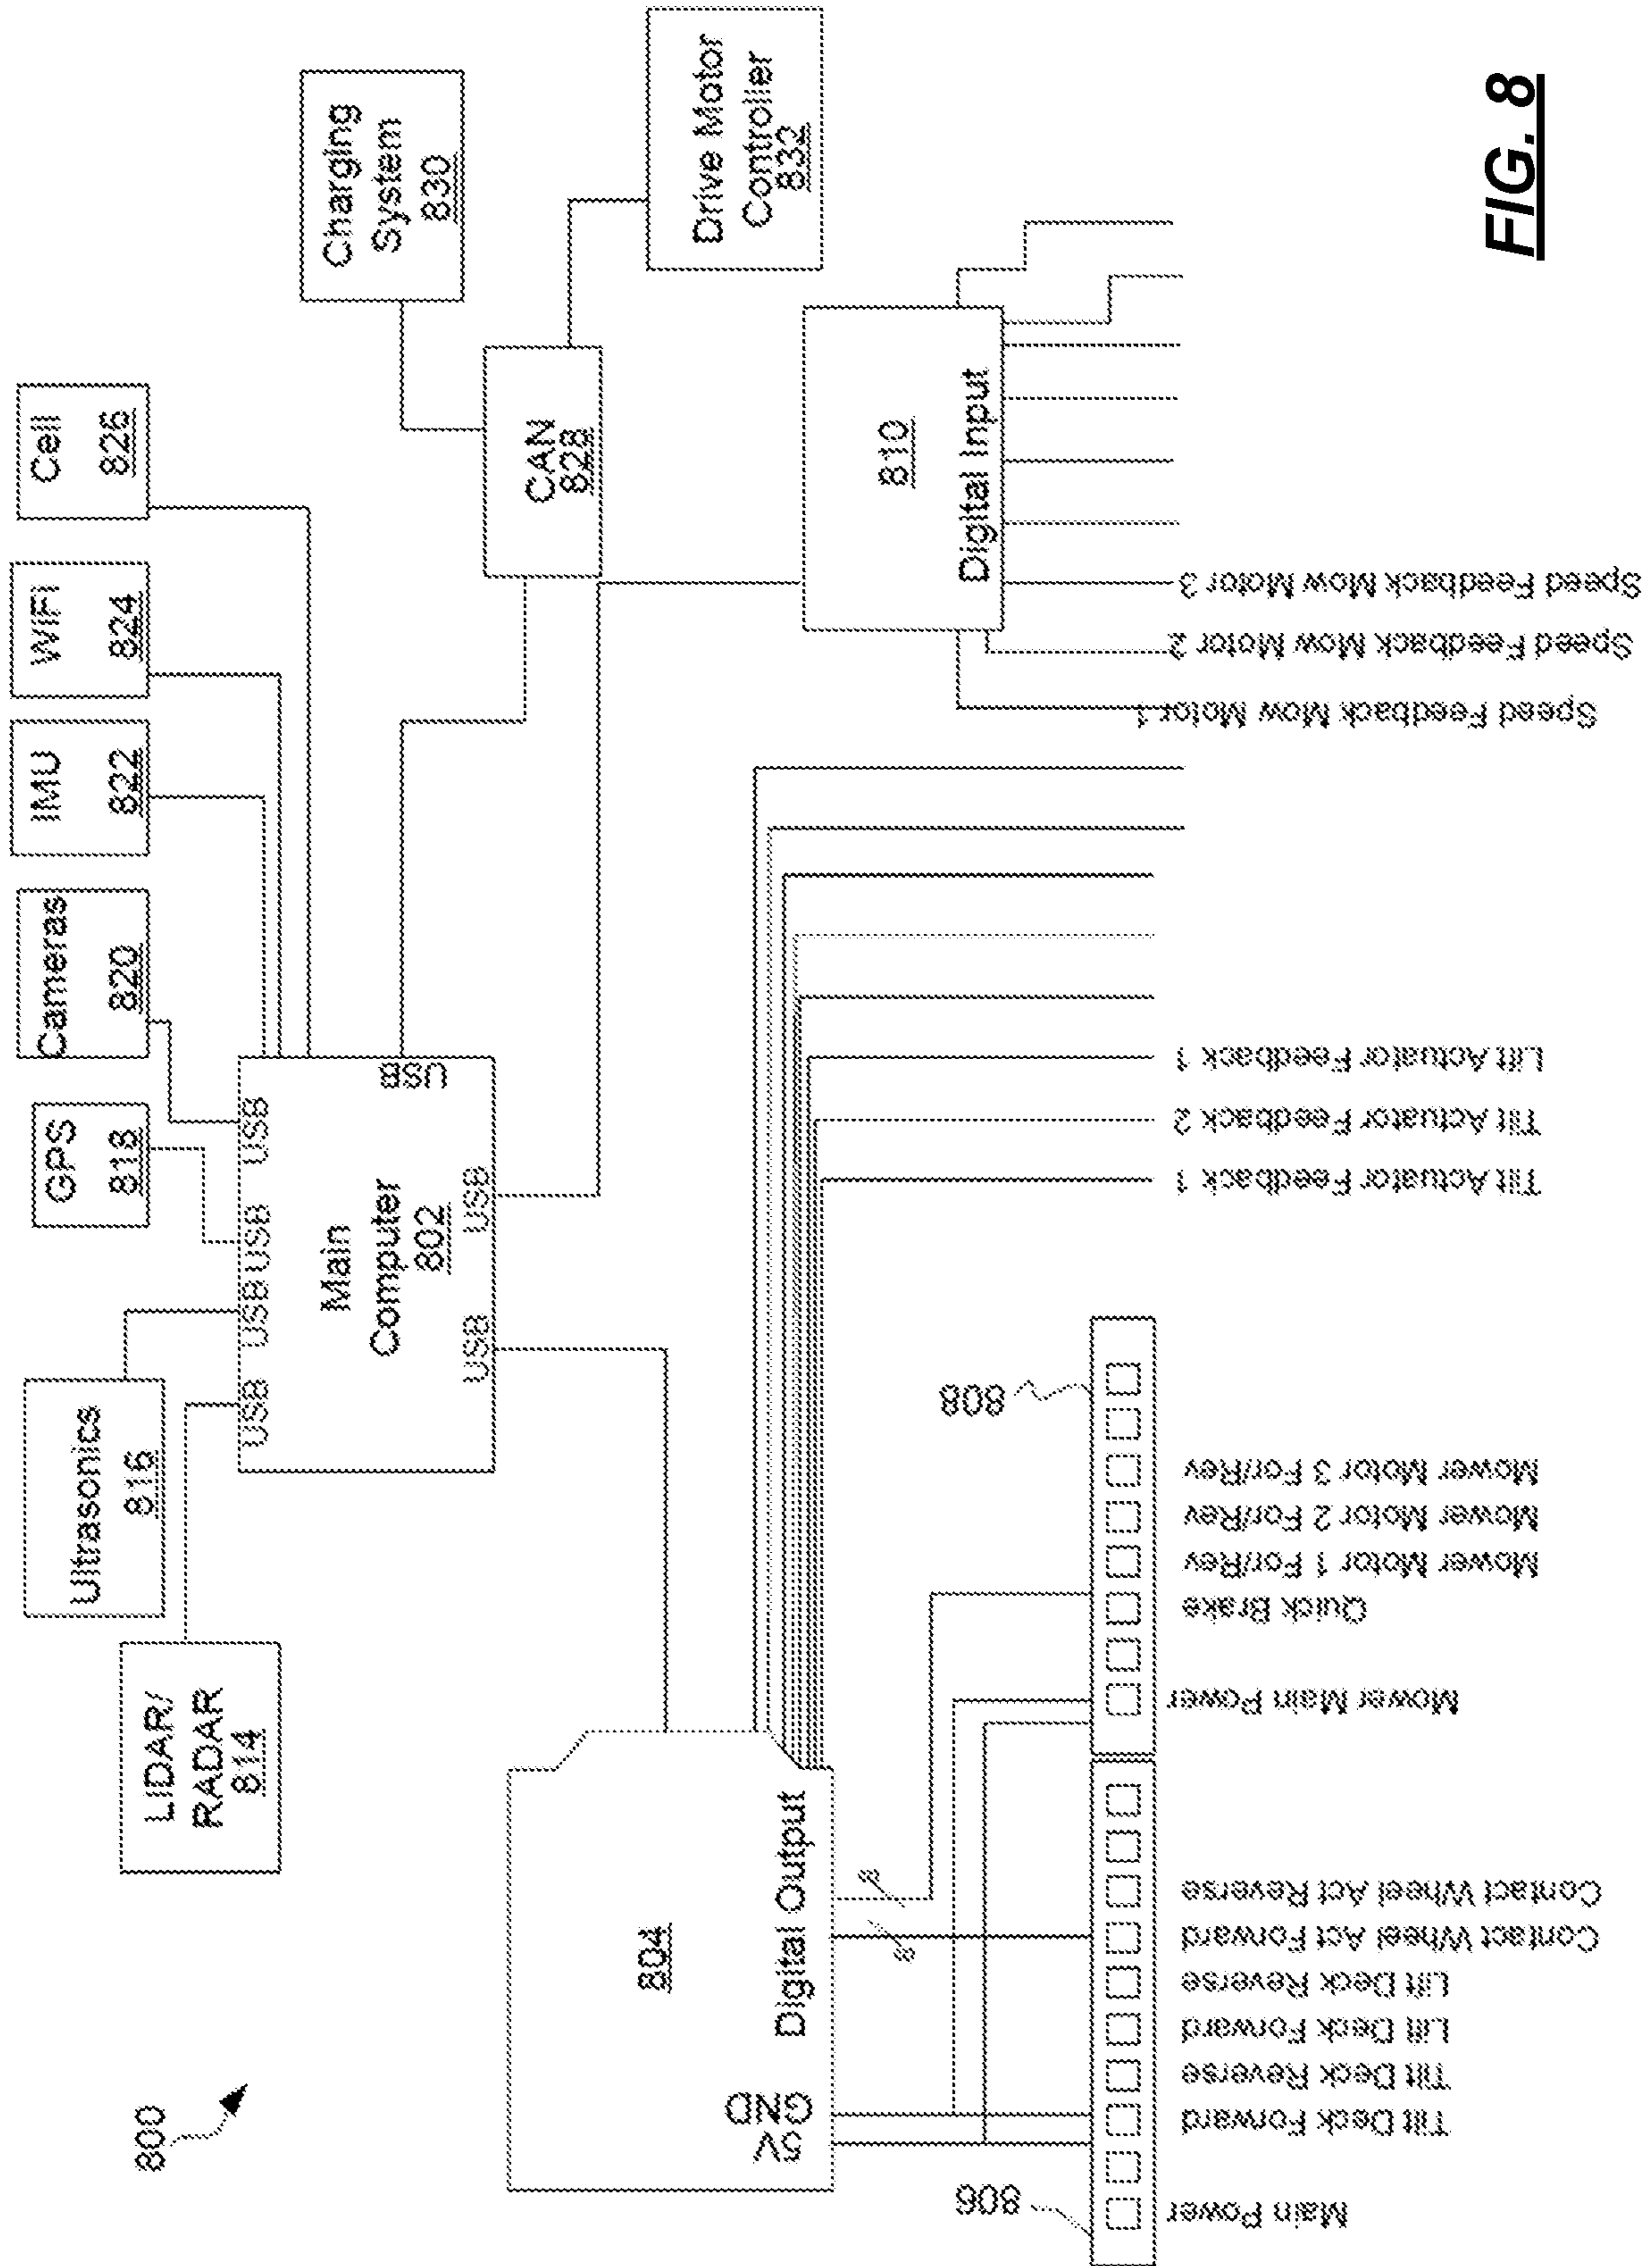 800
LIDAR/
RADAR
814
Ultrasonics
816
GPS
818
Cameras
820
IMU
822
WIFI
824
Cell
826
USB
USB
USB
USB
USB
Main
Computer
802
USB
USB
Charging
System
830
CAN
828
Drive Motor
Controller
832
804
Digital Output
5V
GND
8
8
810
Digital Input
806
808
Main Power
Tilt Deck Forward
Tilt Deck Reverse
Lift Deck Forward
Lift Deck Reverse
Contact Wheel Act Forward
Contact Wheel Act Reverse
Mower Main Power
Quick Brake
Mower Motor 1 For/Rev
Mower Motor 2 For/Rev
Mower Motor 3 For/Rev
Tilt Actuator Feedback 1
Tilt Actuator Feedback 2
Lift Actuator Feedback 1
Speed Feedback Mow Motor 1
Speed Feedback Mow Motor 2
Speed Feedback Mow Motor 3
FIG. 8